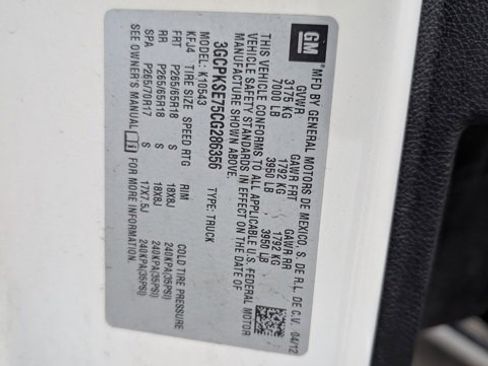 GM
MFD BY GENERAL MOTORS DE MEXICO, S. DE R.L. DE C.V. 04/12
GVWR GAWR FRT GAWR RR
3175 KG 1792 KG 1792 KG
7000 LB 3950 LB 3950 LB
THIS VEHICLE CONFORMS TO ALL APPLICABLE U.S. FEDERAL MOTOR
VEHICLE SAFETY STANDARDS IN EFFECT ON THE DATE OF
MANUFACTURE SHOWN ABOVE.
3GCPKSE75CG286356 TYPE: TRUCK
MODEL: K10543
KFJ4 TIRE SIZE SPEED RTG RIM COLD TIRE PRESSURE
FRT P265/65R18 S 18X8J 240KPA(35PSI)
RR P265/65R18 S 18X8J 240KPA(35PSI)
SPA P265/70R17 S 17X7.5J 240KPA(35PSI)
SEE OWNER'S MANUAL FOR MORE INFORMATION.